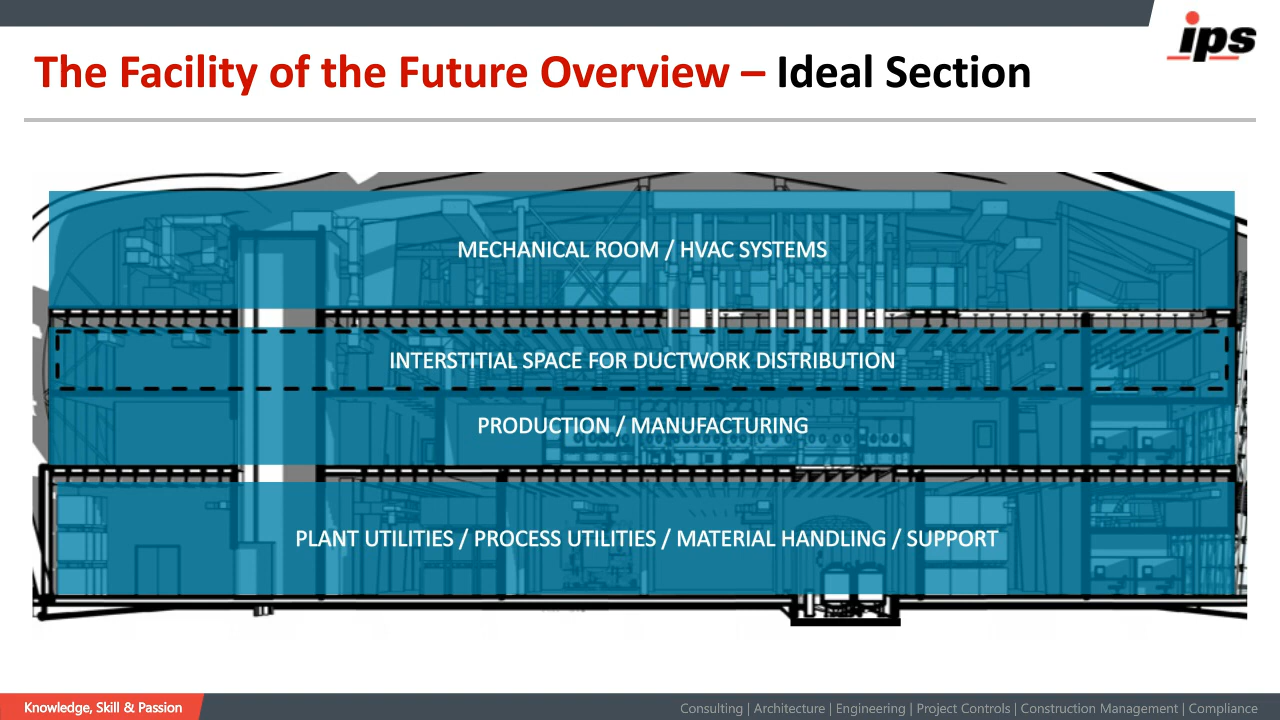 ips
The Facility of the Future Overview – Ideal Section
MECHANICAL ROOM / HVAC SYSTEMS
INTERSTITIAL SPACE FOR DUCTWORK DISTRIBUTION
PRODUCTION / MANUFACTURING
PLANT UTILITIES / PROCESS UTILITIES / MATERIAL HANDLING / SUPPORT
Knowledge, Skill & Passion
Consulting | Architecture | Engineering | Project Controls | Construction Management | Compliance